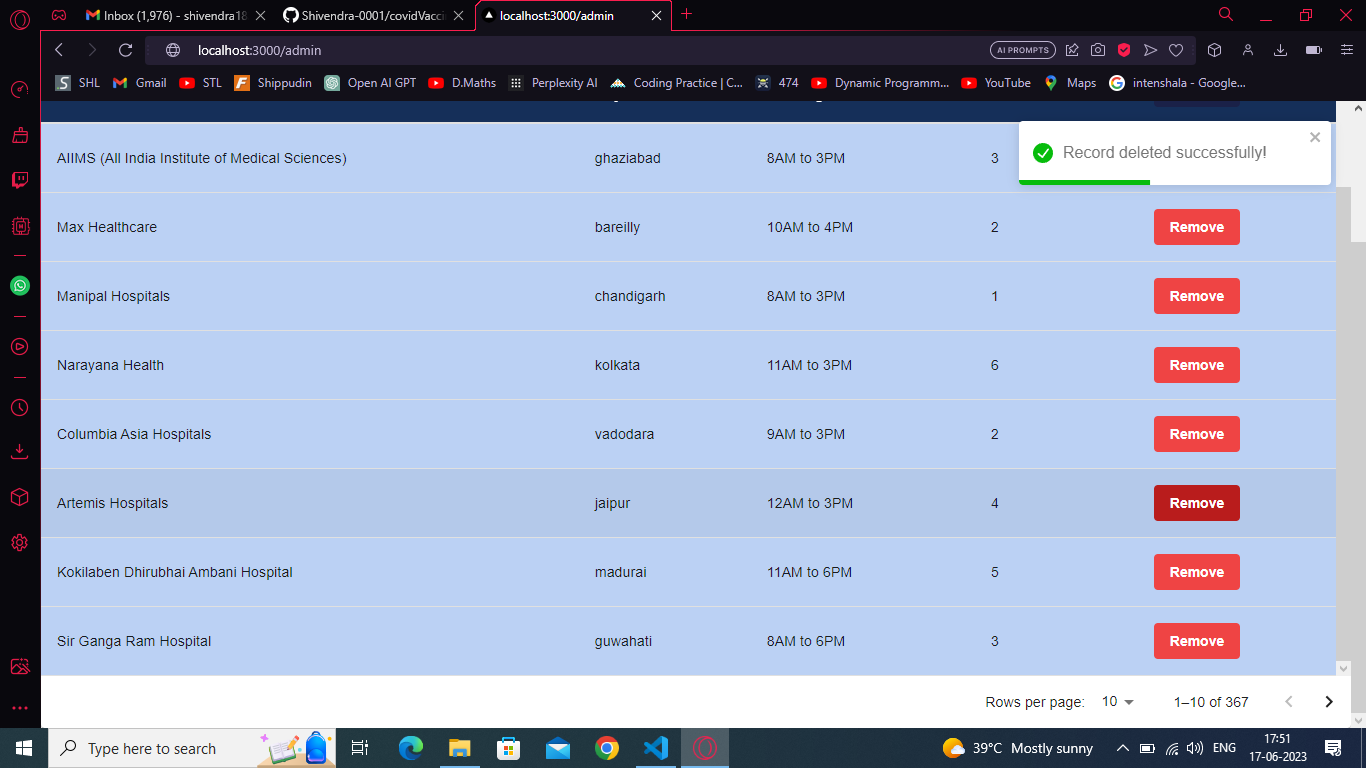 Inbox (1,976) - shivendra18
Shivendra-0001/covidVacci
localhost:3000/admin
localhost:3000/admin
AI PROMPTS
SHL
Gmail
STL
Shippudin
Open AI GPT
D.Maths
Perplexity AI
Coding Practice | C...
474
Dynamic Programm...
YouTube
Maps
intenshala - Google...
Record deleted successfully!
AIIMS (All India Institute of Medical Sciences) ghaziabad 8AM to 3PM 3
Max Healthcare bareilly 10AM to 4PM 2 Remove
Manipal Hospitals chandigarh 8AM to 3PM 1 Remove
Narayana Health kolkata 11AM to 3PM 6 Remove
Columbia Asia Hospitals vadodara 9AM to 3PM 2 Remove
Artemis Hospitals jaipur 12AM to 3PM 4 Remove
Kokilaben Dhirubhai Ambani Hospital madurai 11AM to 6PM 5 Remove
Sir Ganga Ram Hospital guwahati 8AM to 6PM 3 Remove
Rows per page: 10 1–10 of 367
Type here to search
39°C Mostly sunny
ENG
17:51
17-06-2023